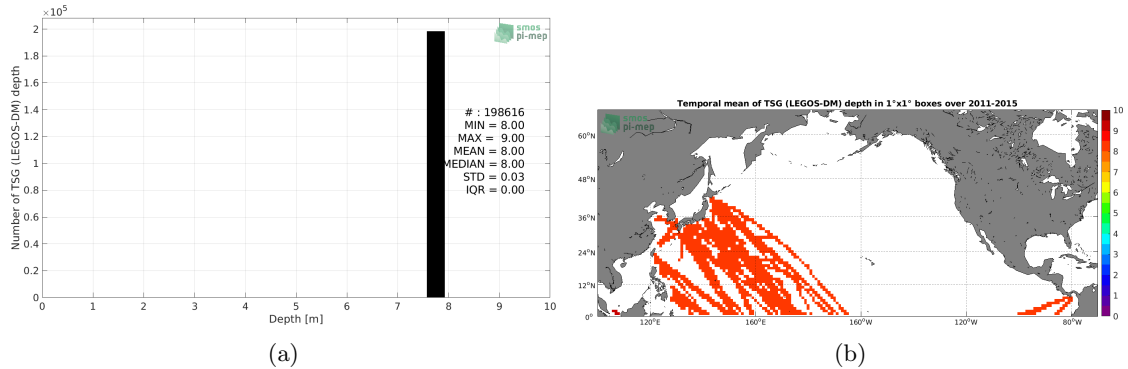 ×10⁵
2
1.8
1.6
1.4
1.2
1
0.8
0.6
0.4
0.2
0
0 1 2 3 4 5 6 7 8 9 10
Number of TSG (LEGOS-DM) depth
Depth [m]
smos
pi-mep
# : 198616
MIN = 8.00
MAX = 9.00
MEAN = 8.00
MEDIAN = 8.00
STD = 0.03
IQR = 0.00
(a)
Temporal mean of TSG (LEGOS-DM) depth in 1°x1° boxes over 2011-2015
smos
pi-mep
60°N
48°N
36°N
24°N
12°N
0°
120°E 160°E 160°W 120°W 80°W
10
9
8
7
6
5
4
3
2
1
0
(b)